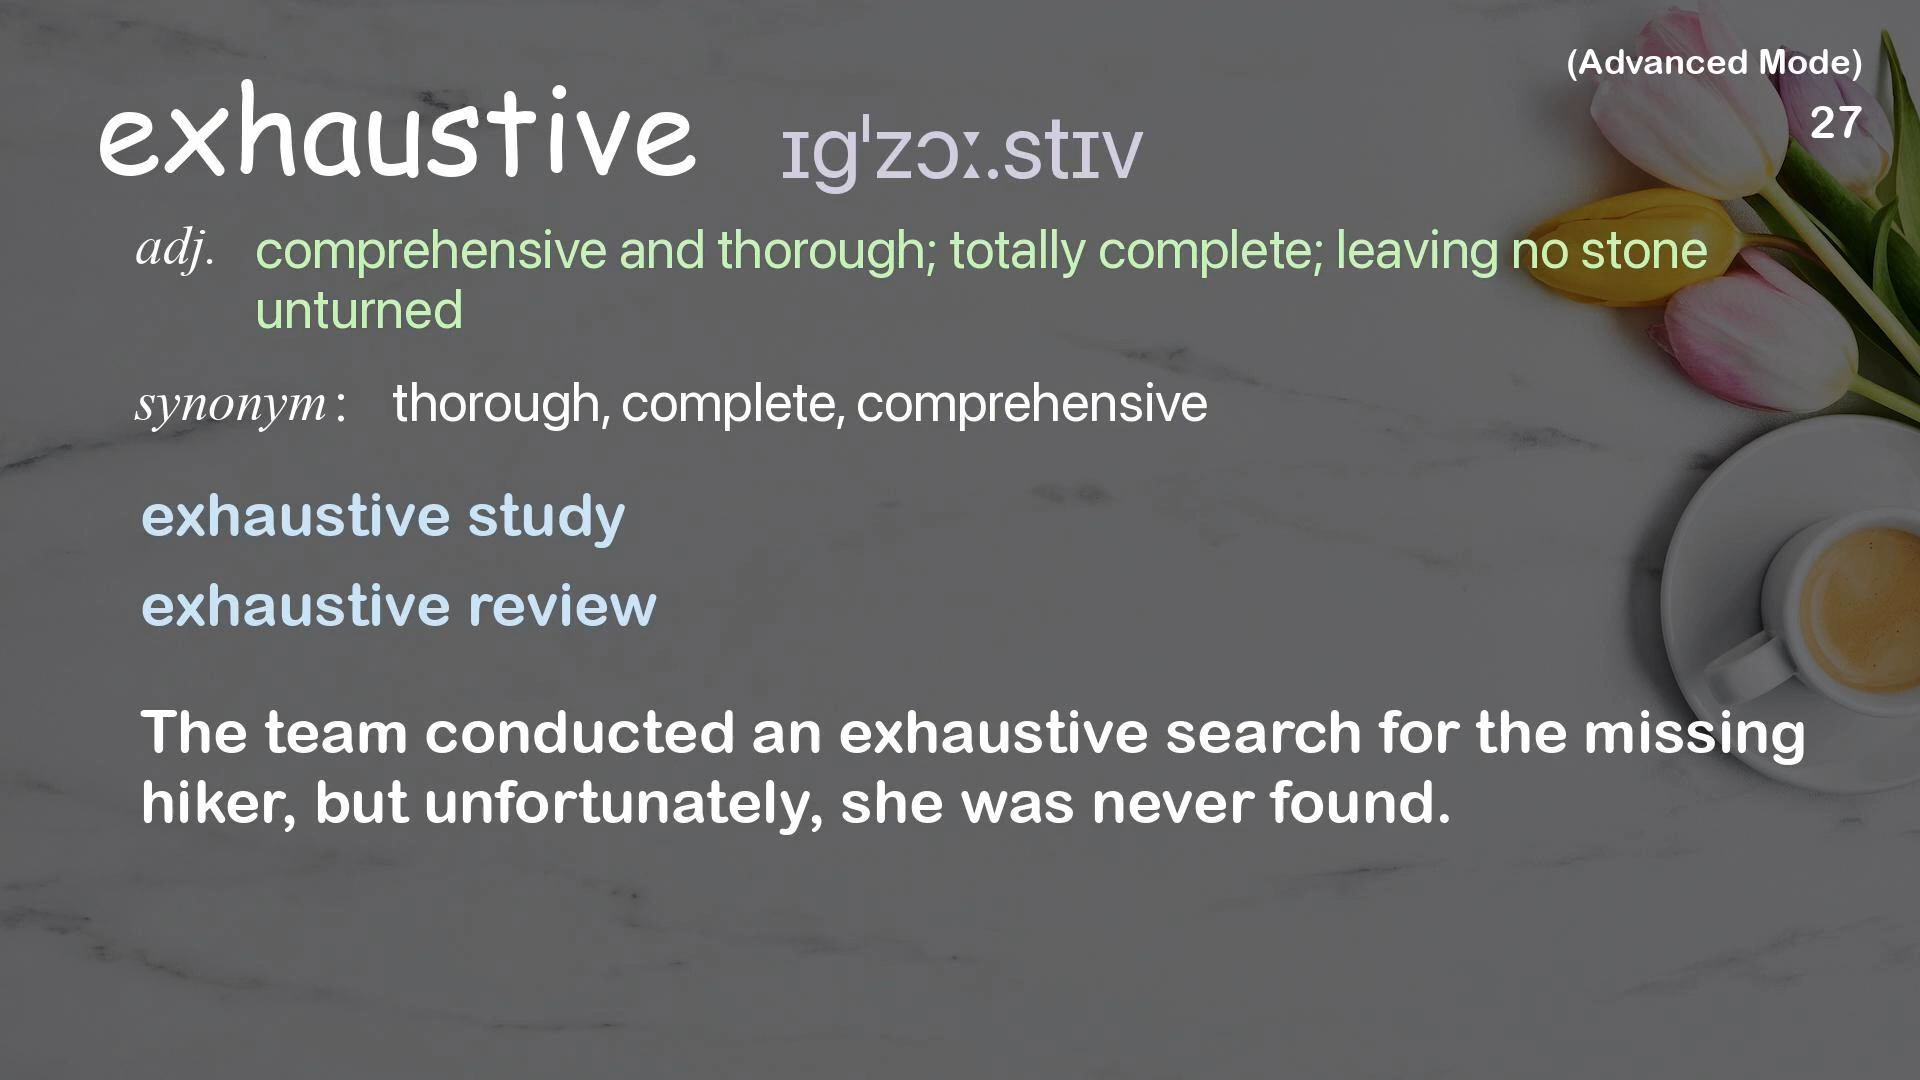 (Advanced Mode)
27
exhaustive ɪɡˈzɔː.stɪv
adj. comprehensive and thorough; totally complete; leaving no stone
unturned
synonym: thorough, complete, comprehensive
exhaustive study
exhaustive review
The team conducted an exhaustive search for the missing
hiker, but unfortunately, she was never found.